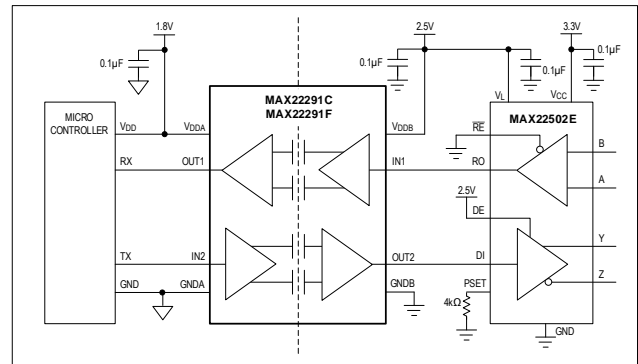 1.8V
2.5V
3.3V
0.1µF
0.1µF
0.1µF
0.1µF
MICRO
CONTROLLER
MAX22291C
MAX22291F
VL
VCC
MAX22502E
VDD
VDDA
VDDB
RE
RX
OUT1
IN1
RO
B
A
2.5V
DE
TX
IN2
OUT2
DI
Y
Z
GND
GNDA
GNDB
PSET
4kΩ
GND